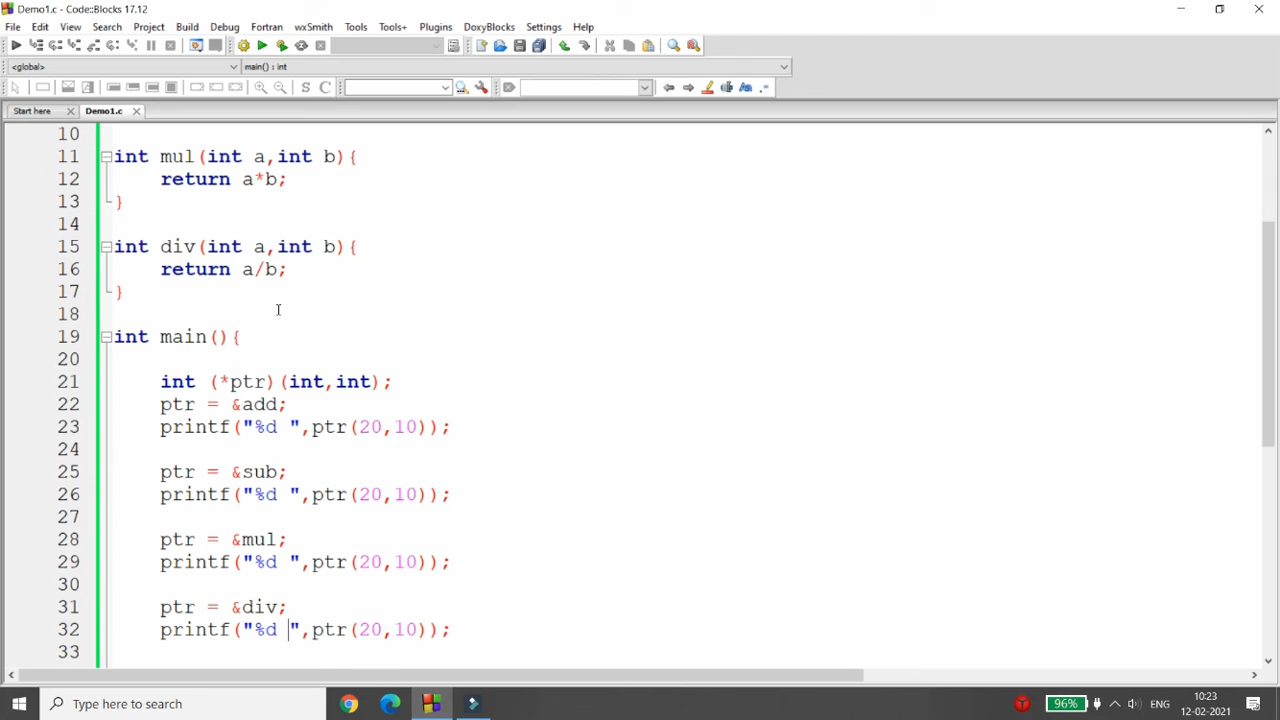 Demo1.c - Code::Blocks 17.12
File Edit View Search Project Build Debug Fortran wxSmith Tools Tools+ Plugins DoxyBlocks Settings Help
<global> main() : int
S C
Start here Demo1.c
10
11 int mul(int a,int b){
12 return a*b;
13 }
14
15 int div(int a,int b){
16 return a/b;
17 }
18
19 int main(){
20
21 int (*ptr)(int,int);
22 ptr = &add;
23 printf("%d ",ptr(20,10));
24
25 ptr = &sub;
26 printf("%d ",ptr(20,10));
27
28 ptr = &mul;
29 printf("%d ",ptr(20,10));
30
31 ptr = &div;
32 printf("%d ",ptr(20,10));
33
Type here to search
96%
ENG
10:23
12-02-2021